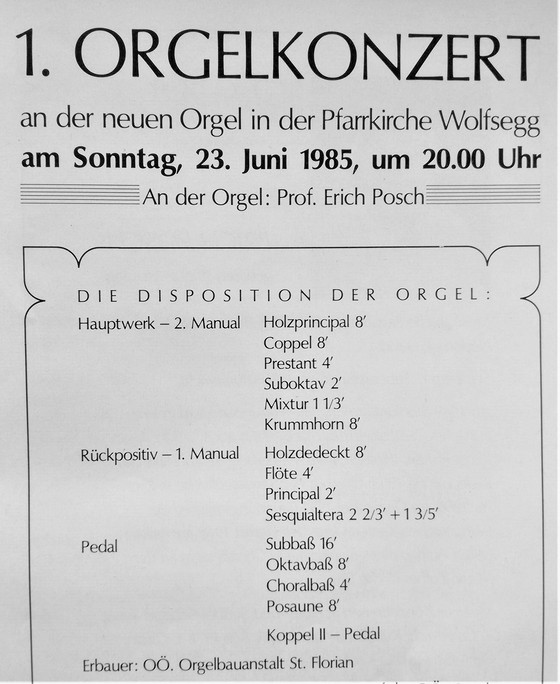 1. ORGELKONZERT
an der neuen Orgel in der Pfarrkirche Wolfsegg
am Sonntag, 23. Juni 1985, um 20.00 Uhr
An der Orgel: Prof. Erich Posch
DIE DISPOSITION DER ORGEL:
Hauptwerk – 2. Manual Holzprincipal 8′
Coppel 8′
Prestant 4′
Suboktav 2′
Mixtur 1 1/3′
Krummhorn 8′
Rückpositiv – 1. Manual Holzdedeckt 8′
Flöte 4′
Principal 2′
Sesquialtera 2 2/3′ + 1 3/5′
Pedal Subbaß 16′
Oktavbaß 8′
Choralbaß 4′
Posaune 8′
Koppel II – Pedal
Erbauer: OÖ. Orgelbauanstalt St. Florian